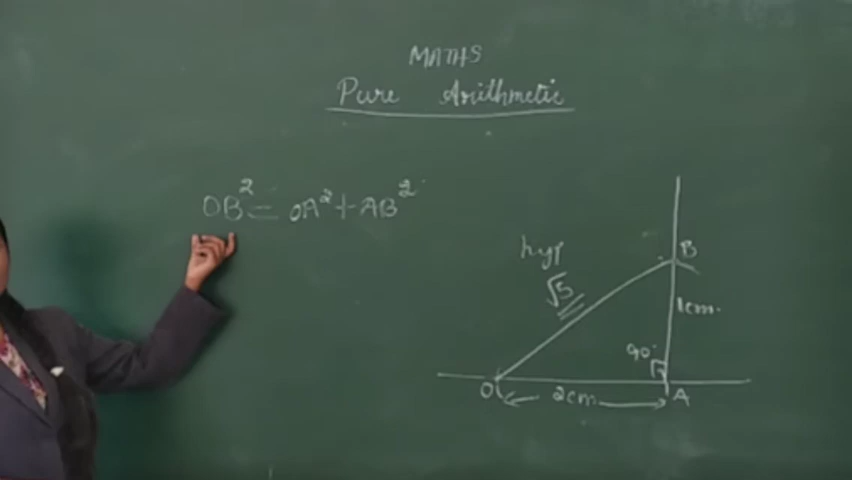 MATHS
Pure Arithmetic
OB² = OA² + AB²
hyp
√5
B
1cm.
90°
O
2cm
A